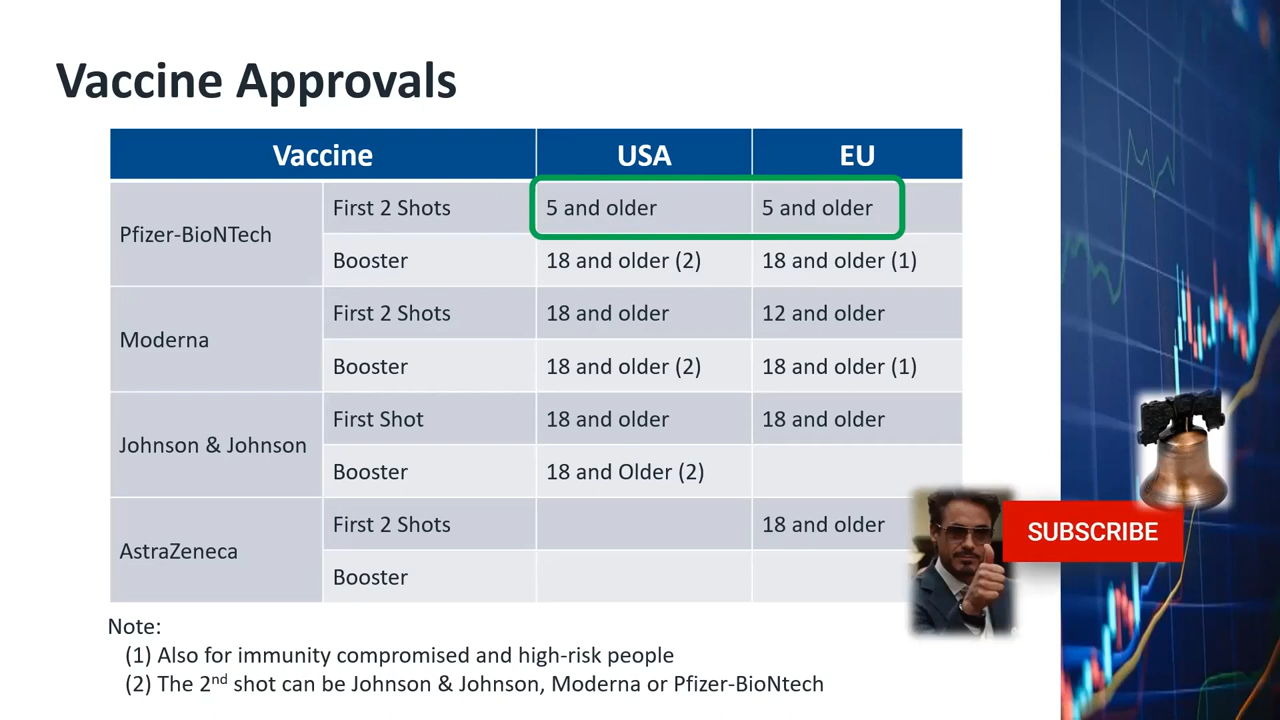 Vaccine Approvals
Vaccine USA EU
Pfizer-BioNTech
First 2 Shots 5 and older 5 and older
Booster 18 and older (2) 18 and older (1)
Moderna
First 2 Shots 18 and older 12 and older
Booster 18 and older (2) 18 and older (1)
Johnson & Johnson
First Shot 18 and older 18 and older
Booster 18 and Older (2)
AstraZeneca
First 2 Shots 18 and older
Booster
SUBSCRIBE
Note:
(1) Also for immunity compromised and high-risk people
(2) The 2nd shot can be Johnson & Johnson, Moderna or Pfizer-BioNtech